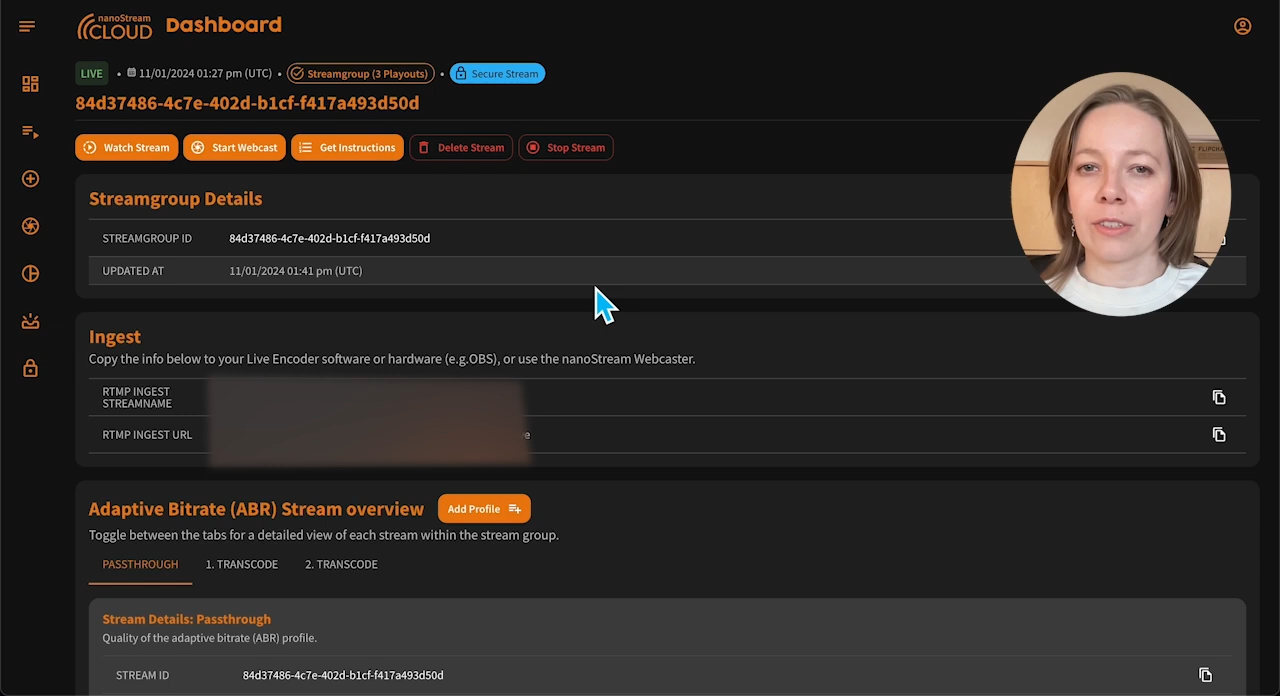 nanoStream
CLOUD
Dashboard
LIVE • 11/01/2024 01:27 pm (UTC) • Streamgroup (3 Playouts) • Secure Stream
84d37486-4c7e-402d-b1cf-f417a493d50d
Watch Stream Start Webcast Get Instructions Delete Stream Stop Stream
Streamgroup Details
STREAMGROUP ID 84d37486-4c7e-402d-b1cf-f417a493d50d
UPDATED AT 11/01/2024 01:41 pm (UTC)
Ingest
Copy the info below to your Live Encoder software or hardware (e.g.OBS), or use the nanoStream Webcaster.
RTMP INGEST
STREAMNAME
RTMP INGEST URL
Adaptive Bitrate (ABR) Stream overview Add Profile
Toggle between the tabs for a detailed view of each stream within the stream group.
PASSTHROUGH 1. TRANSCODE 2. TRANSCODE
Stream Details: Passthrough
Quality of the adaptive bitrate (ABR) profile.
STREAM ID 84d37486-4c7e-402d-b1cf-f417a493d50d